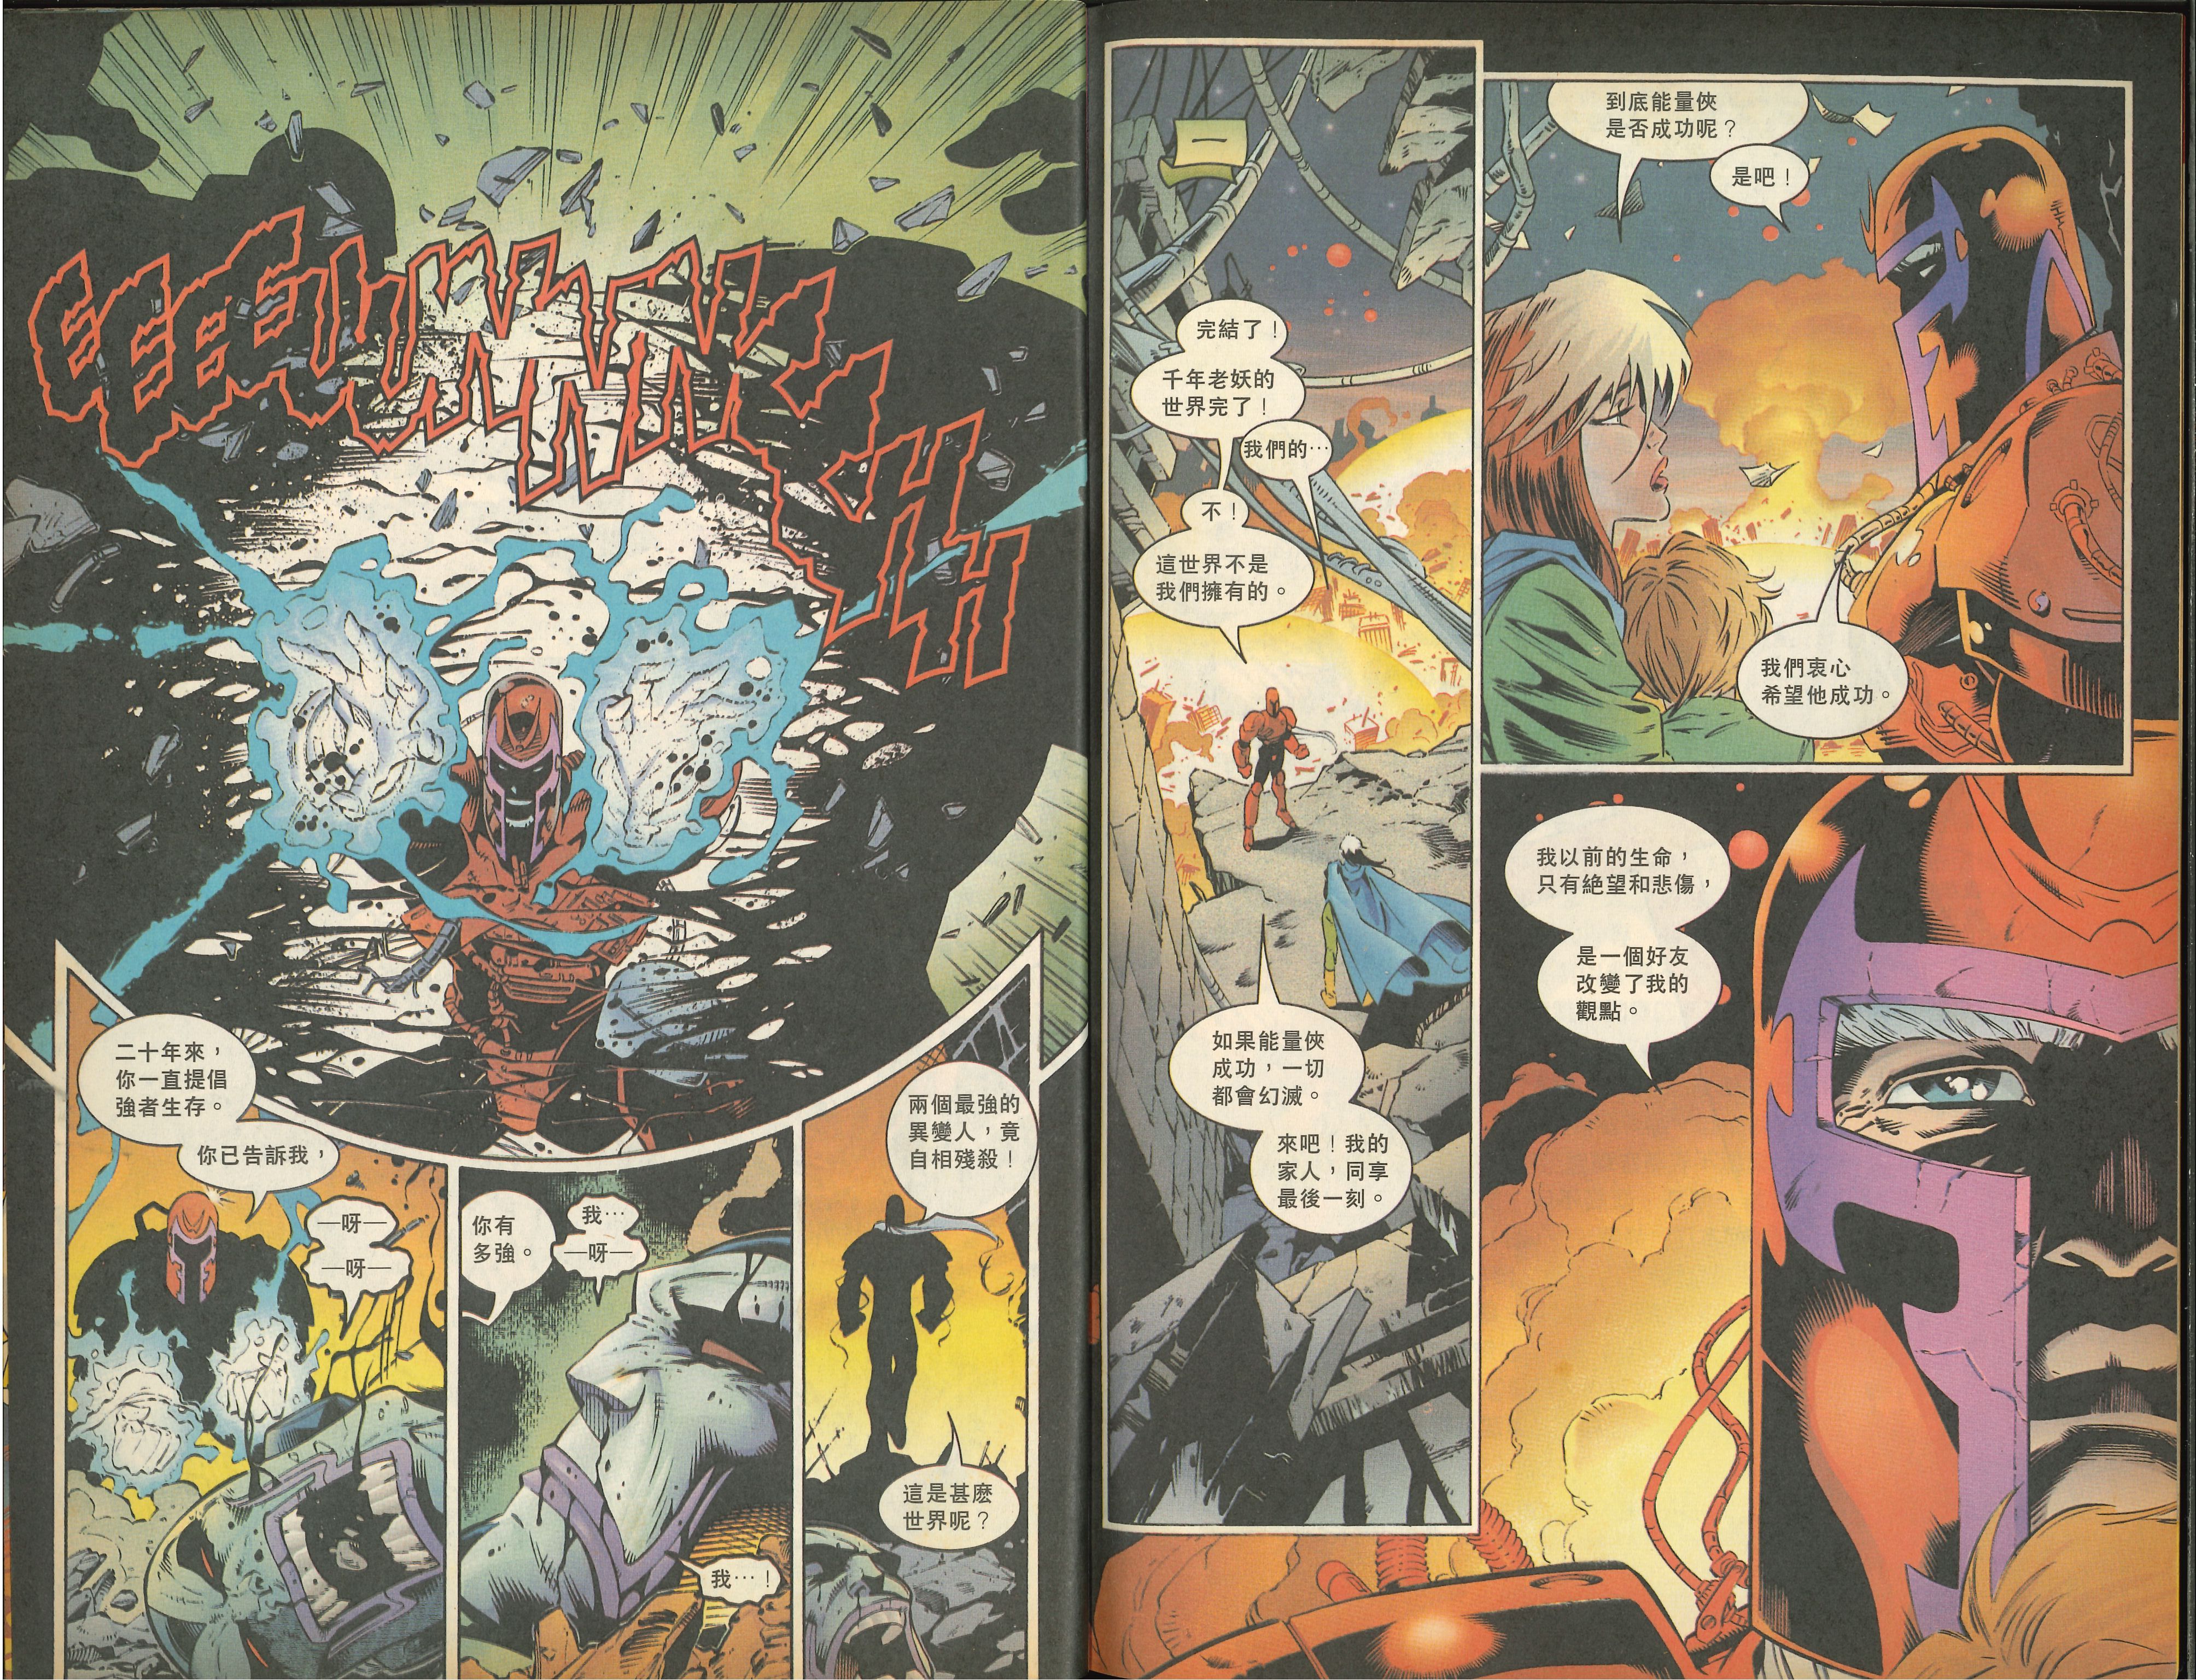 EEEEUNNNCHH
二十年來，
你一直提倡
強者生存。
你已告訴我，
—呀—
—呀—
你有
多強。
我…
—呀—
我…！
兩個最強的
異變人，竟
自相殘殺！
這是甚麽
世界呢？
一
完結了！
千年老妖的
世界完了！
我們的…
不！
這世界不是
我們擁有的。
如果能量俠
成功，一切
都會幻滅。
來吧！我的
家人，同享
最後一刻。
到底能量俠
是否成功呢？
是吧！
我們衷心
希望他成功。
我以前的生命，
只有絕望和悲傷，
是一個好友
改變了我的
觀點。